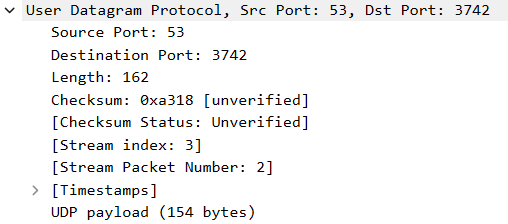 User Datagram Protocol, Src Port: 53, Dst Port: 3742
Source Port: 53
Destination Port: 3742
Length: 162
Checksum: 0xa318 [unverified]
[Checksum Status: Unverified]
[Stream index: 3]
[Stream Packet Number: 2]
[Timestamps]
UDP payload (154 bytes)